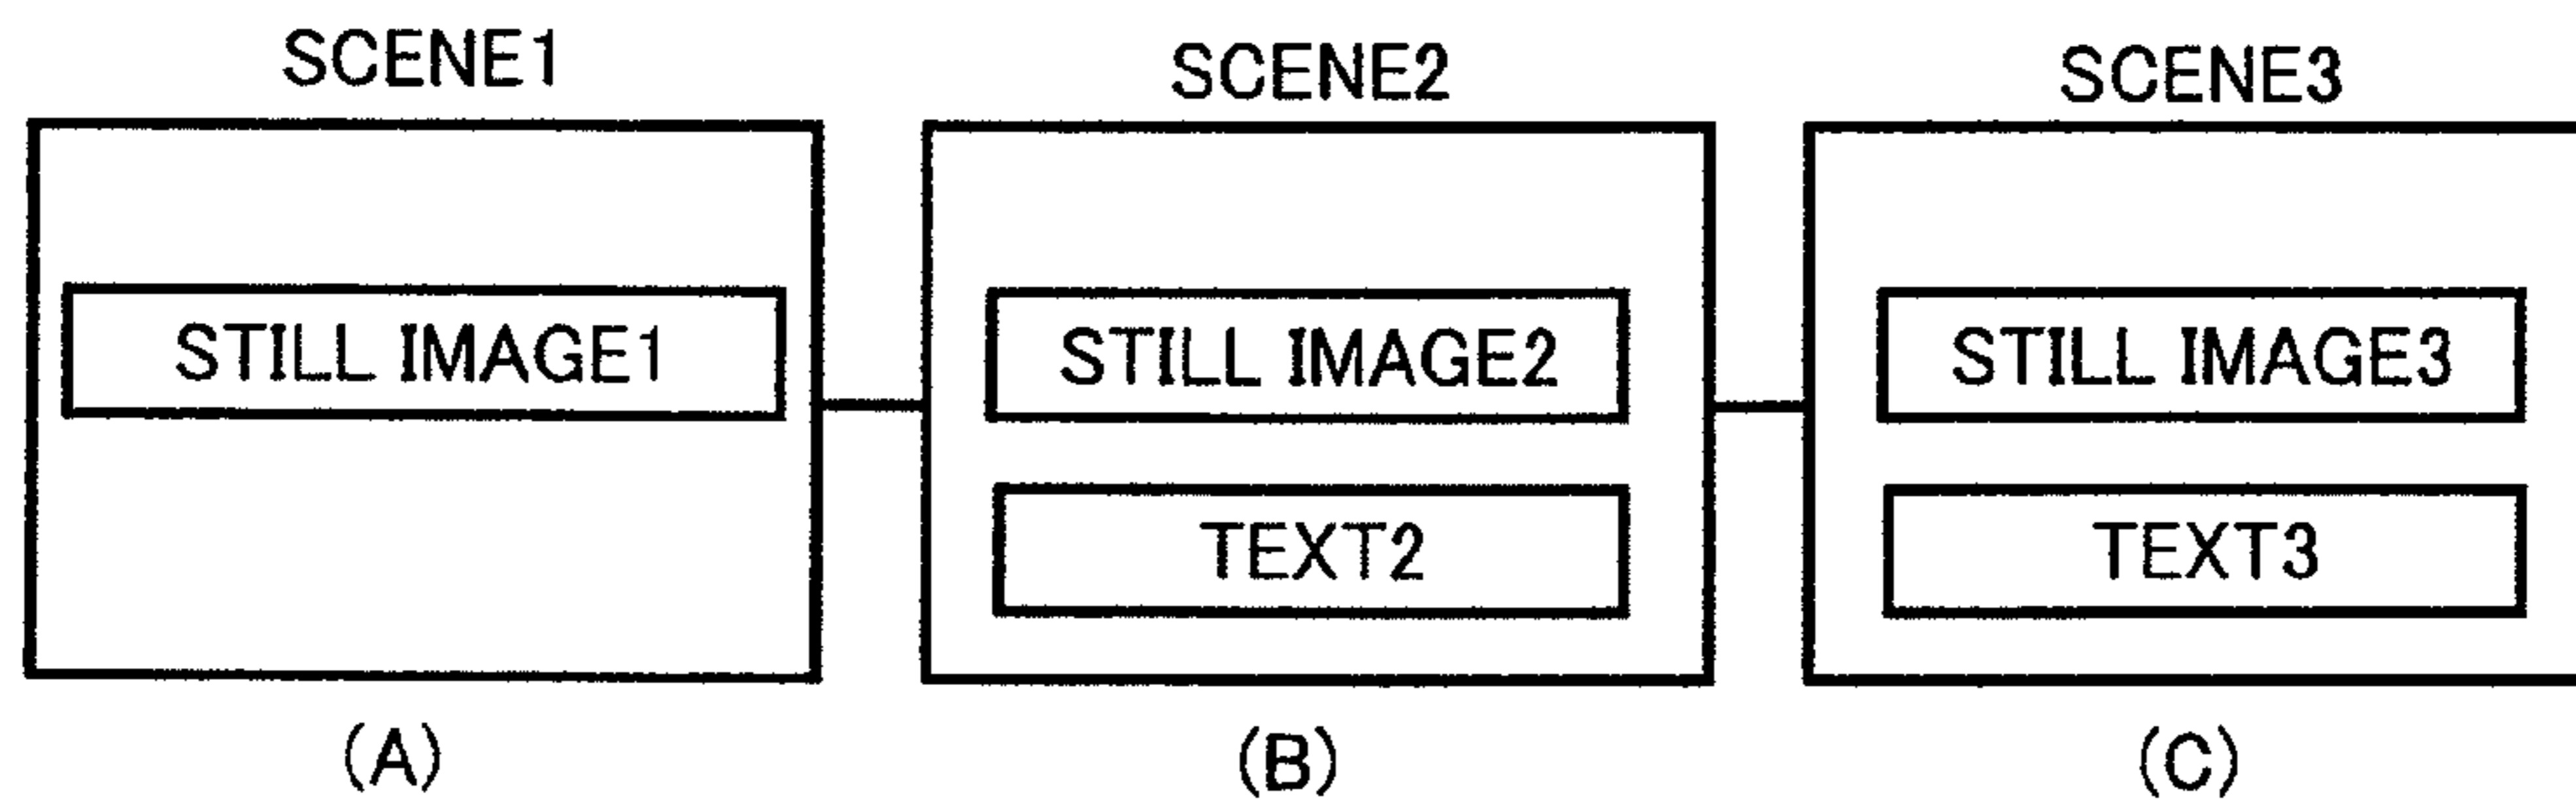 SCENE1
STILL IMAGE1
(A)
SCENE2
STILL IMAGE2
TEXT2
(B)
SCENE3
STILL IMAGE3
TEXT3
(C)